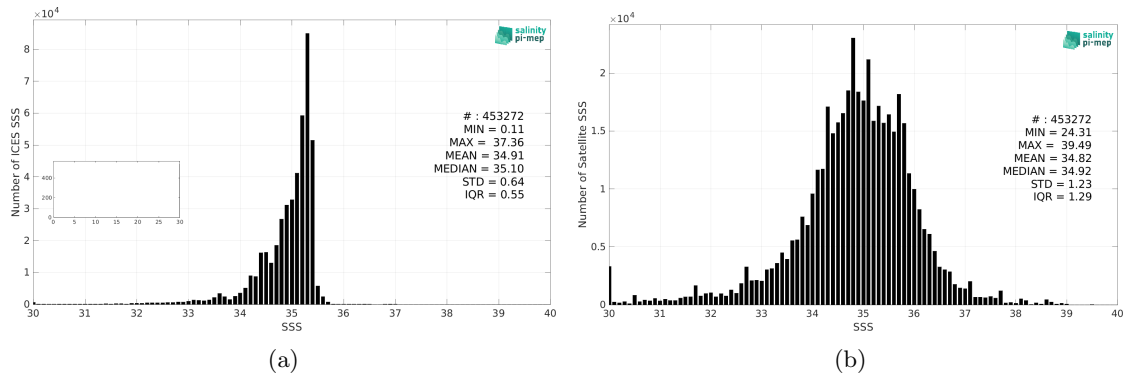 ×10⁴
8
7
6
5
4
3
2
1
0
Number of ICES SSS
30 31 32 33 34 35 36 37 38 39 40
SSS
salinity
pi-mep
# : 453272
MIN = 0.11
MAX = 37.36
MEAN = 34.91
MEDIAN = 35.10
STD = 0.64
IQR = 0.55
400
200
0
0 5 10 15 20 25 30
(a)
×10⁴
2
1.5
1
0.5
0
Number of Satellite SSS
30 31 32 33 34 35 36 37 38 39 40
SSS
salinity
pi-mep
# : 453272
MIN = 24.31
MAX = 39.49
MEAN = 34.82
MEDIAN = 34.92
STD = 1.23
IQR = 1.29
(b)